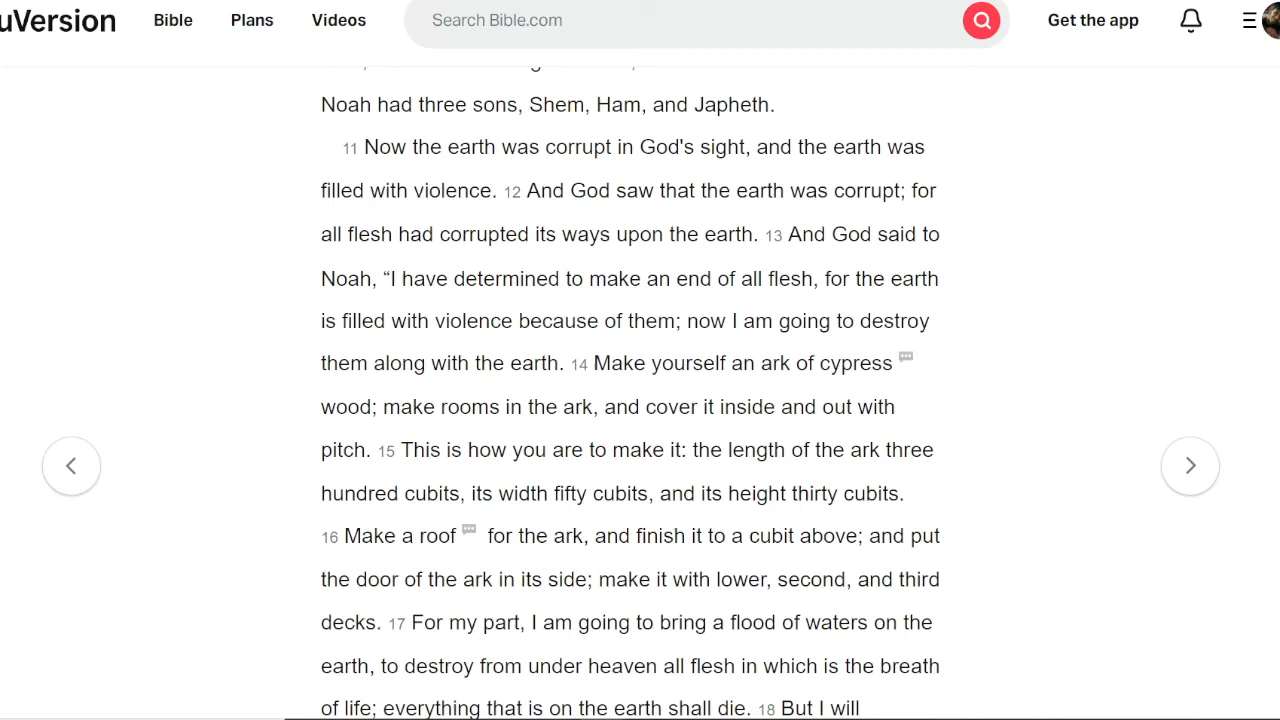 uVersion Bible Plans Videos Search Bible.com Get the app
Noah had three sons, Shem, Ham, and Japheth.
11 Now the earth was corrupt in God's sight, and the earth was
filled with violence. 12 And God saw that the earth was corrupt; for
all flesh had corrupted its ways upon the earth. 13 And God said to
Noah, “I have determined to make an end of all flesh, for the earth
is filled with violence because of them; now I am going to destroy
them along with the earth. 14 Make yourself an ark of cypress
wood; make rooms in the ark, and cover it inside and out with
pitch. 15 This is how you are to make it: the length of the ark three
hundred cubits, its width fifty cubits, and its height thirty cubits.
16 Make a roof for the ark, and finish it to a cubit above; and put
the door of the ark in its side; make it with lower, second, and third
decks. 17 For my part, I am going to bring a flood of waters on the
earth, to destroy from under heaven all flesh in which is the breath
of life; everything that is on the earth shall die. 18 But I will